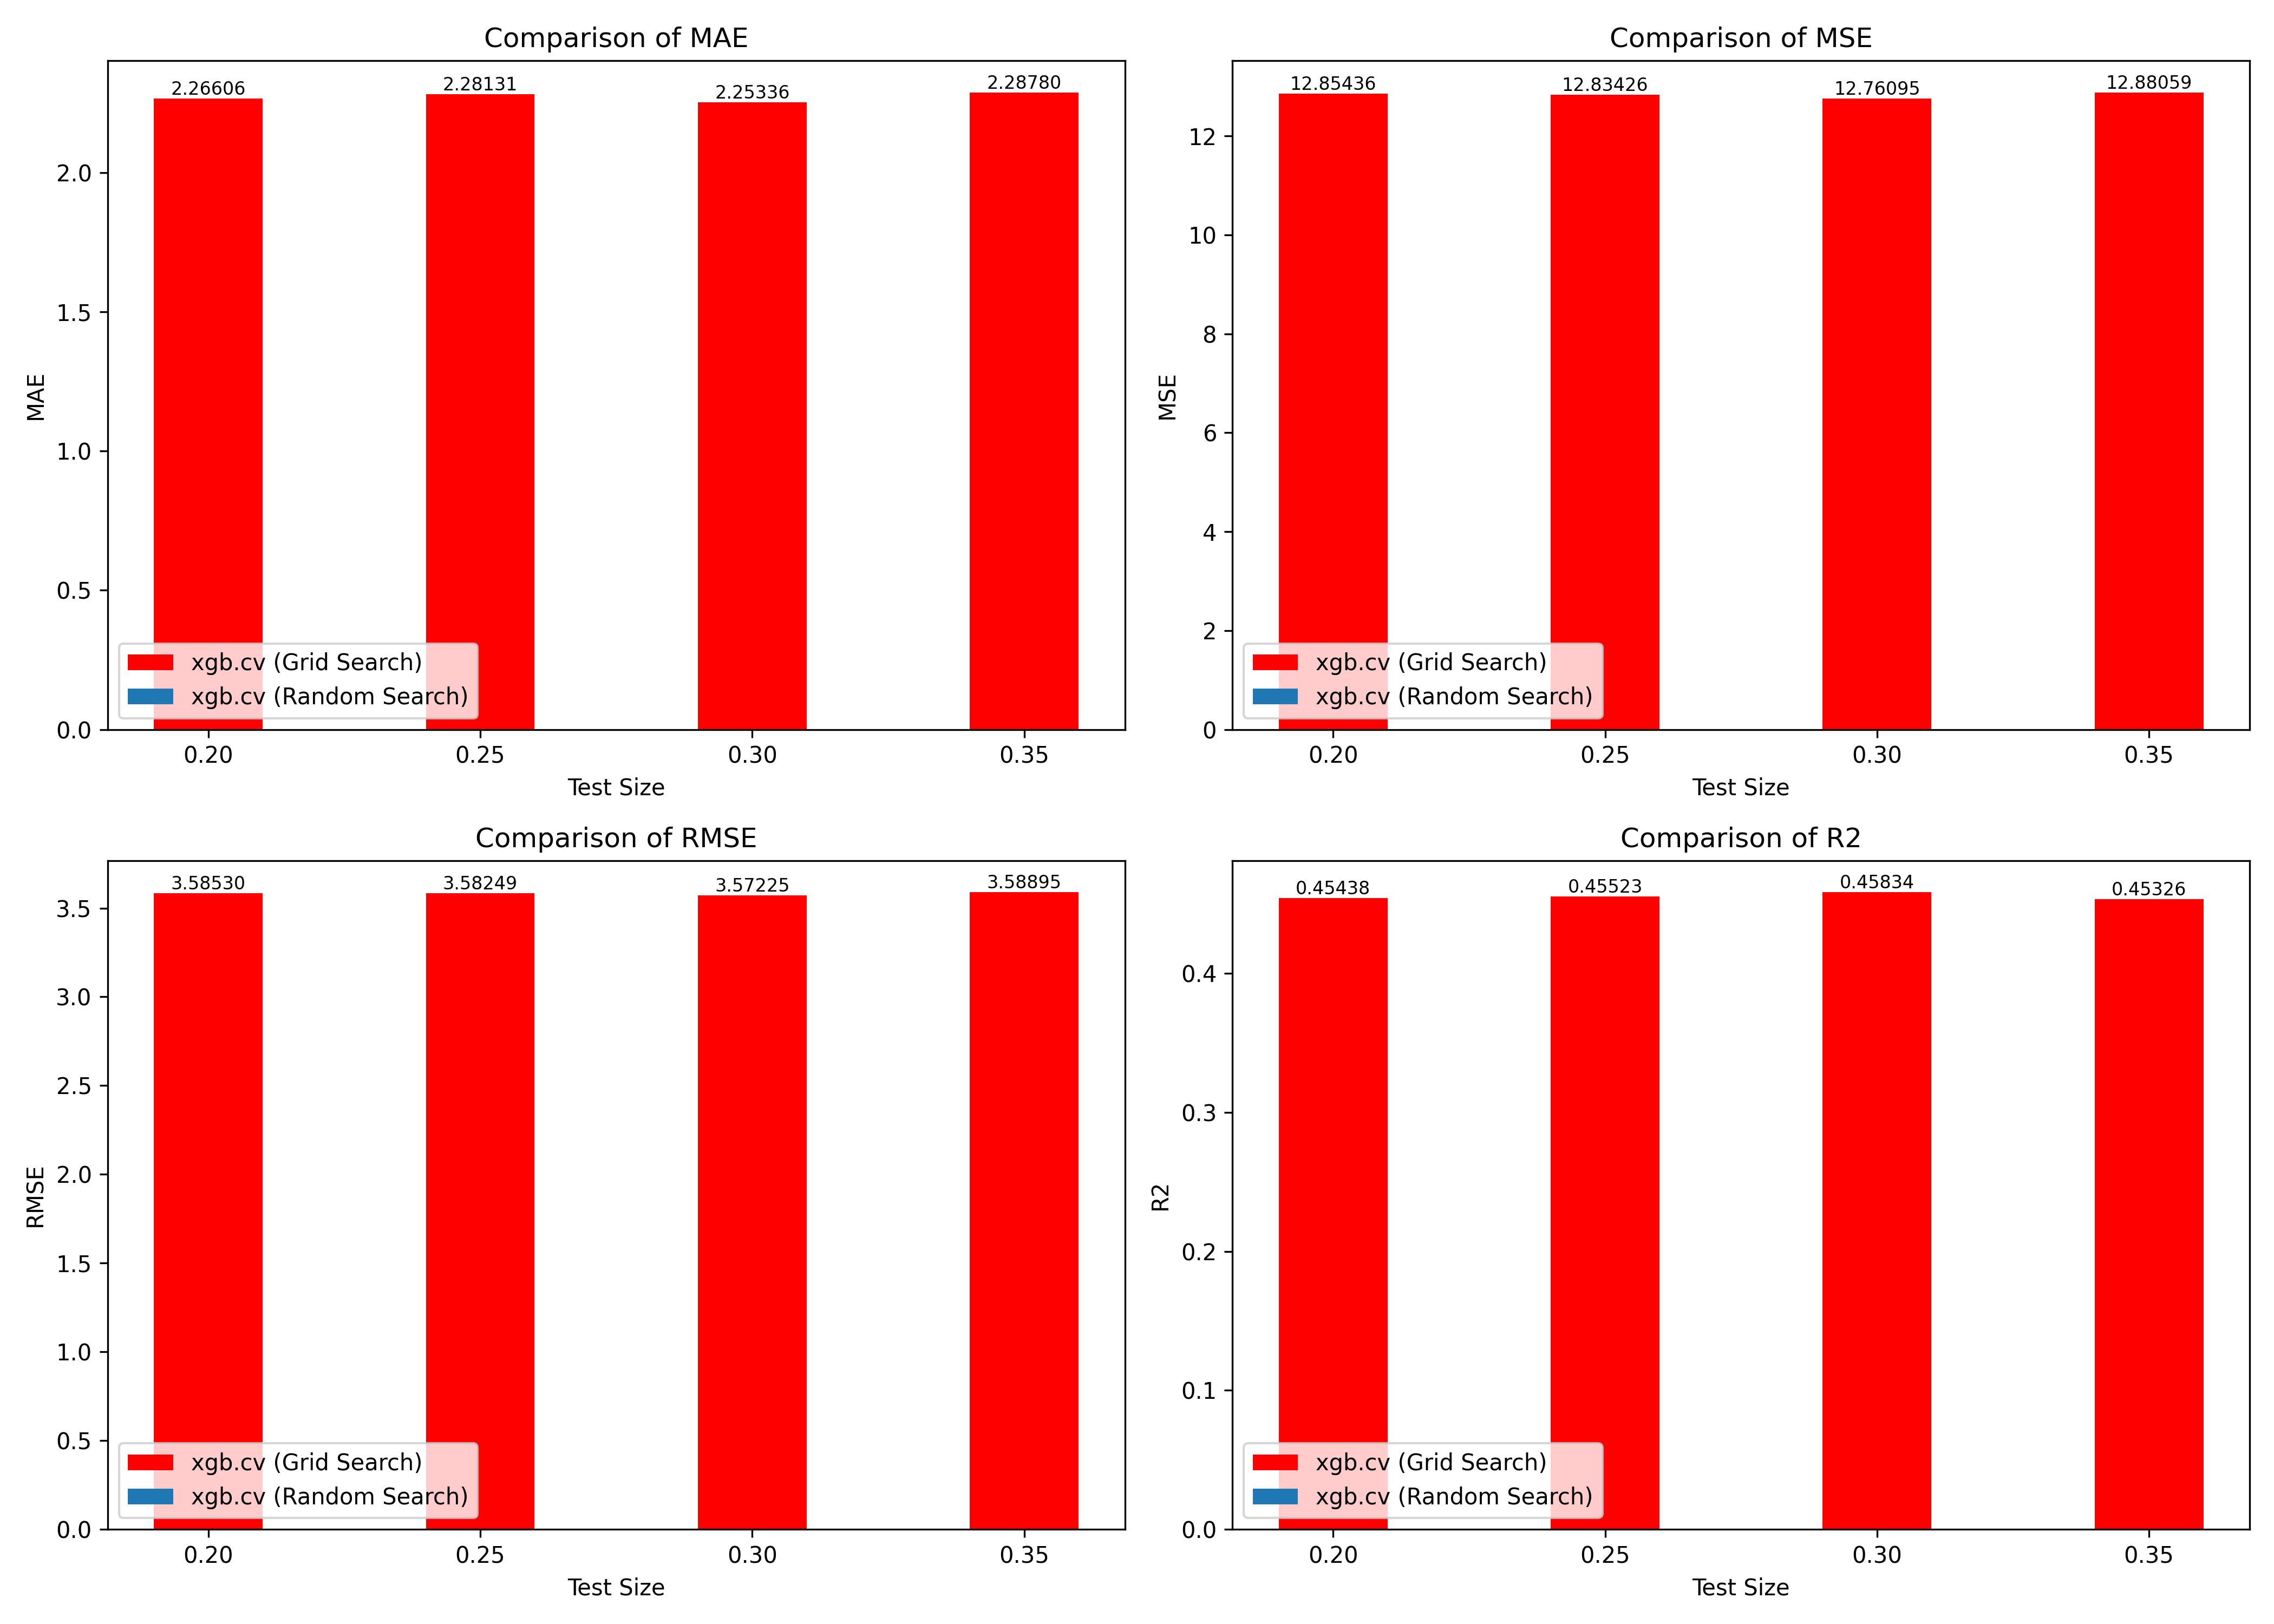 Comparison of MAE
2.26606 2.28131 2.25336 2.28780
2.0
1.5
1.0
0.5
0.0
MAE
xgb.cv (Grid Search)
xgb.cv (Random Search)
0.20 0.25 0.30 0.35
Test Size
Comparison of MSE
12.85436 12.83426 12.76095 12.88059
12
10
8
6
4
2
0
MSE
xgb.cv (Grid Search)
xgb.cv (Random Search)
0.20 0.25 0.30 0.35
Test Size
Comparison of RMSE
3.58530 3.58249 3.57225 3.58895
3.5
3.0
2.5
2.0
1.5
1.0
0.5
0.0
RMSE
xgb.cv (Grid Search)
xgb.cv (Random Search)
0.20 0.25 0.30 0.35
Test Size
Comparison of R2
0.45438 0.45523 0.45834 0.45326
0.4
0.3
0.2
0.1
0.0
R2
xgb.cv (Grid Search)
xgb.cv (Random Search)
0.20 0.25 0.30 0.35
Test Size